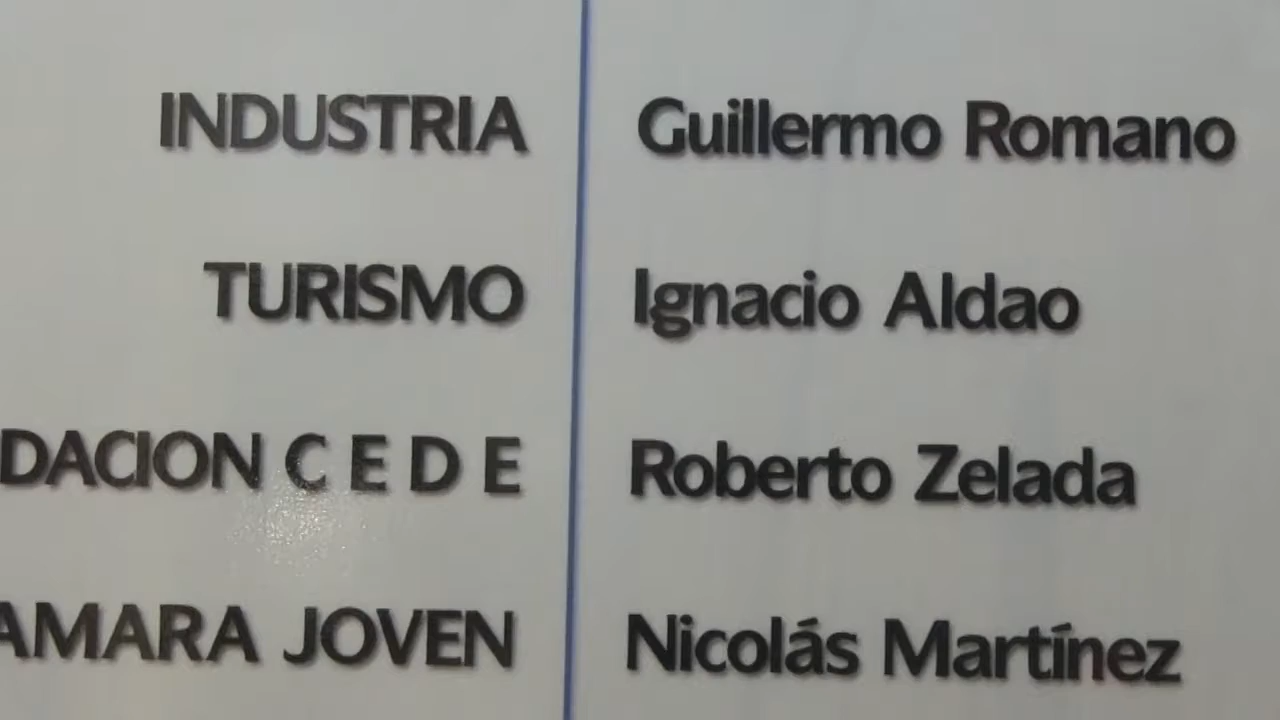 INDUSTRIA Guillermo Romano
TURISMO Ignacio Aldao
DACION C E D E Roberto Zelada
AMARA JOVEN Nicolás Martínez